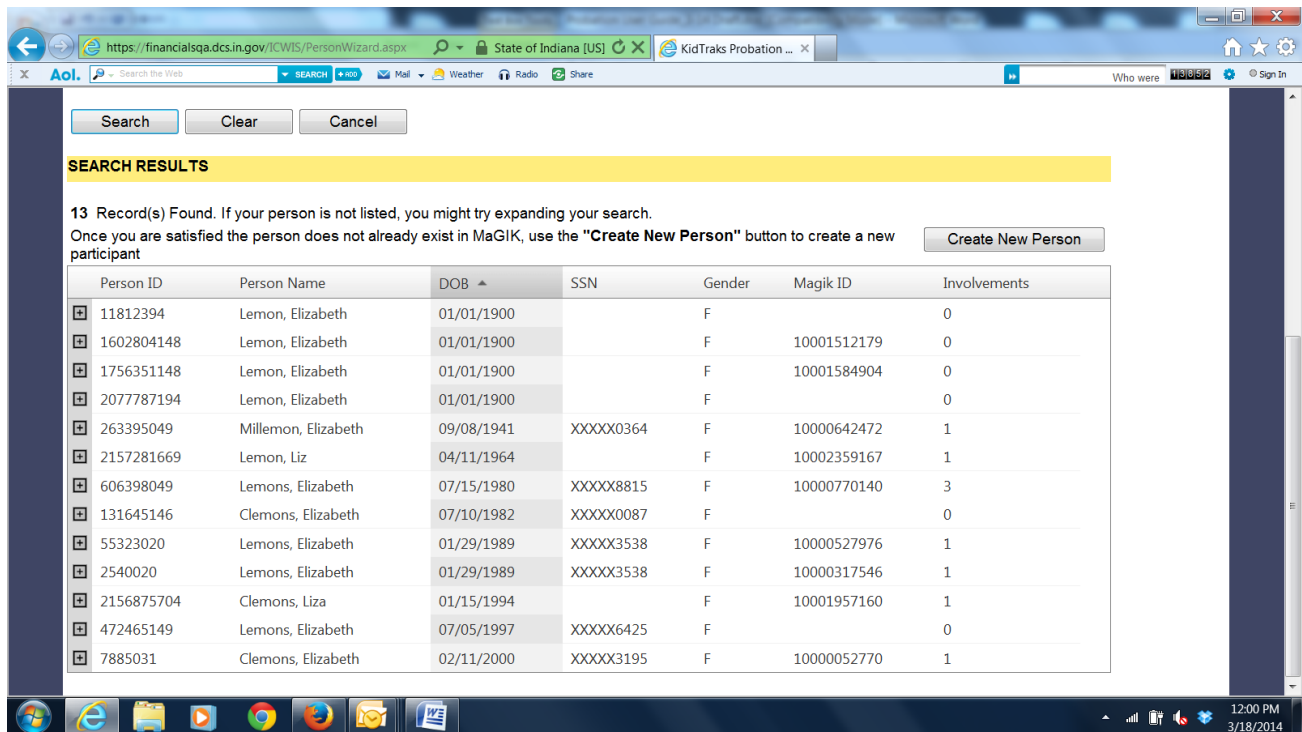 https://financialsqa.dcs.in.gov/ICWIS/PersonWizard.aspx State of Indiana [US] KidTraks Probation ...
X Aol. Search the Web SEARCH +ADD Mail Weather Radio Share Who were 13852 Sign In
Search Clear Cancel
SEARCH RESULTS
13 Record(s) Found. If your person is not listed, you might try expanding your search.
Once you are satisfied the person does not already exist in MaGIK, use the "Create New Person" button to create a new
participant
Create New Person
Person ID Person Name DOB SSN Gender Magik ID Involvements
11812394 Lemon, Elizabeth 01/01/1900 F 0
1602804148 Lemon, Elizabeth 01/01/1900 F 10001512179 0
1756351148 Lemon, Elizabeth 01/01/1900 F 10001584904 0
2077787194 Lemon, Elizabeth 01/01/1900 F 0
263395049 Millemon, Elizabeth 09/08/1941 XXXXX0364 F 10000642472 1
2157281669 Lemon, Liz 04/11/1964 F 10002359167 1
606398049 Lemons, Elizabeth 07/15/1980 XXXXX8815 F 10000770140 3
131645146 Clemons, Elizabeth 07/10/1982 XXXXX0087 F 0
55323020 Lemons, Elizabeth 01/29/1989 XXXXX3538 F 10000527976 1
2540020 Lemons, Elizabeth 01/29/1989 XXXXX3538 F 10000317546 1
2156875704 Clemons, Liza 01/15/1994 F 10001957160 1
472465149 Lemons, Elizabeth 07/05/1997 XXXXX6425 F 0
7885031 Clemons, Elizabeth 02/11/2000 XXXXX3195 F 10000052770 1
12:00 PM
3/18/2014